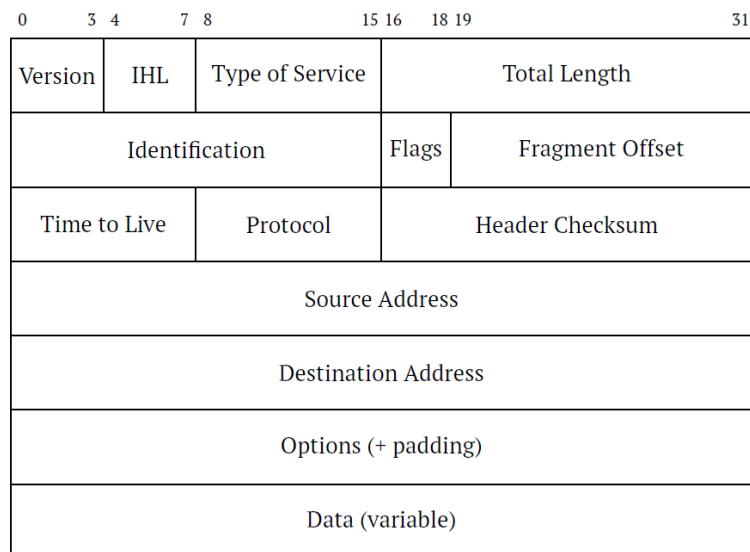 0 3 4 7 8 15 16 18 19 31
Version IHL Type of Service Total Length
Identification Flags Fragment Offset
Time to Live Protocol Header Checksum
Source Address
Destination Address
Options (+ padding)
Data (variable)